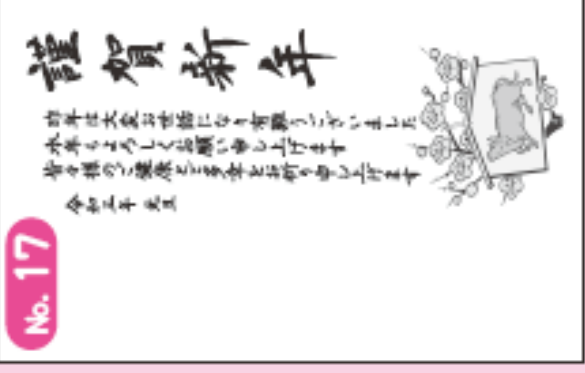 謹賀新年
昨年は大変お世話になり有難うございました
本年もよろしくお願い申し上げます
皆々様のご健康とご多幸をお祈り申し上げます
令和 年 元旦
No. 17